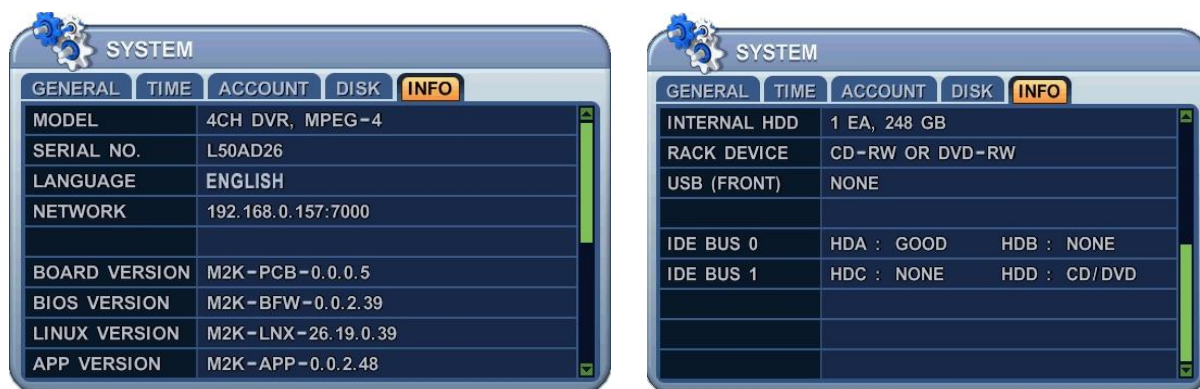 SYSTEM
GENERAL TIME ACCOUNT DISK INFO
MODEL 4CH DVR, MPEG-4
SERIAL NO. L50AD26
LANGUAGE ENGLISH
NETWORK 192.168.0.157:7000
BOARD VERSION M2K-PCB-0.0.0.5
BIOS VERSION M2K-BFW-0.0.2.39
LINUX VERSION M2K-LNX-26.19.0.39
APP VERSION M2K-APP-0.0.2.48
SYSTEM
GENERAL TIME ACCOUNT DISK INFO
INTERNAL HDD 1 EA, 248 GB
RACK DEVICE CD-RW OR DVD-RW
USB (FRONT) NONE
IDE BUS 0 HDA : GOOD HDB : NONE
IDE BUS 1 HDC : NONE HDD : CD/DVD